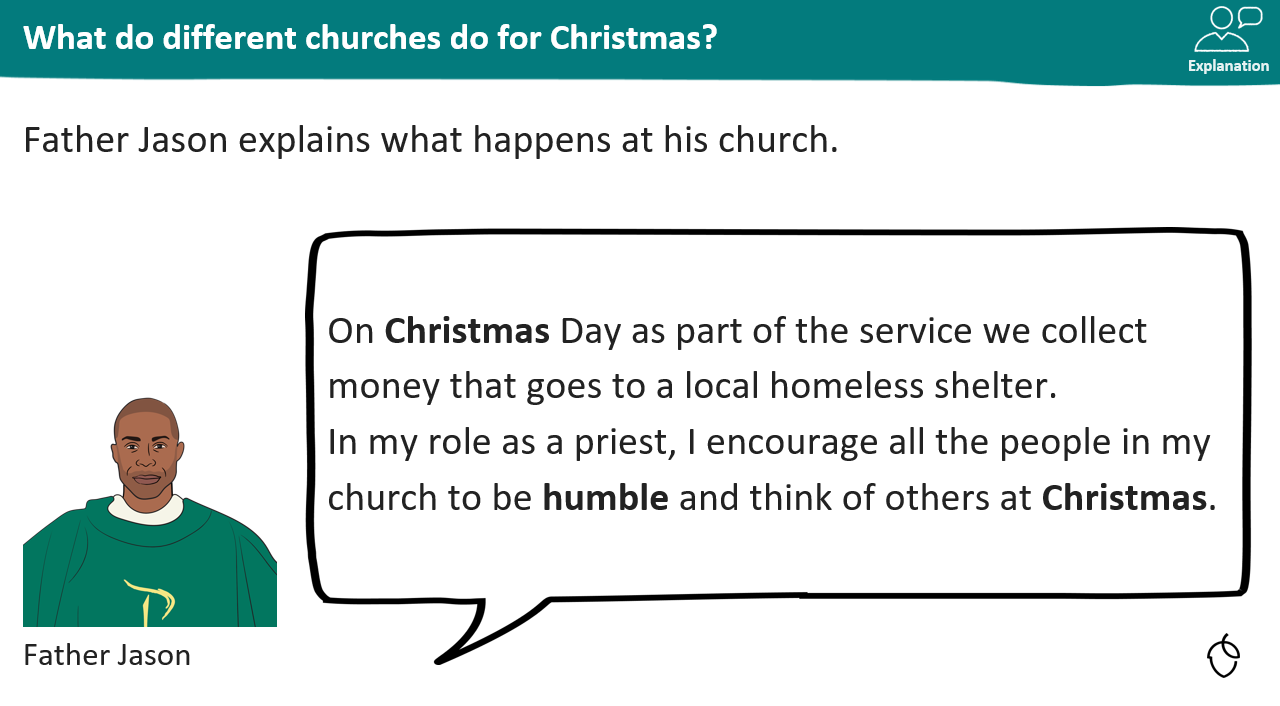 What do different churches do for Christmas?
Explanation
Father Jason explains what happens at his church.
On Christmas Day as part of the service we collect
money that goes to a local homeless shelter.
In my role as a priest, I encourage all the people in my
church to be humble and think of others at Christmas.
Father Jason